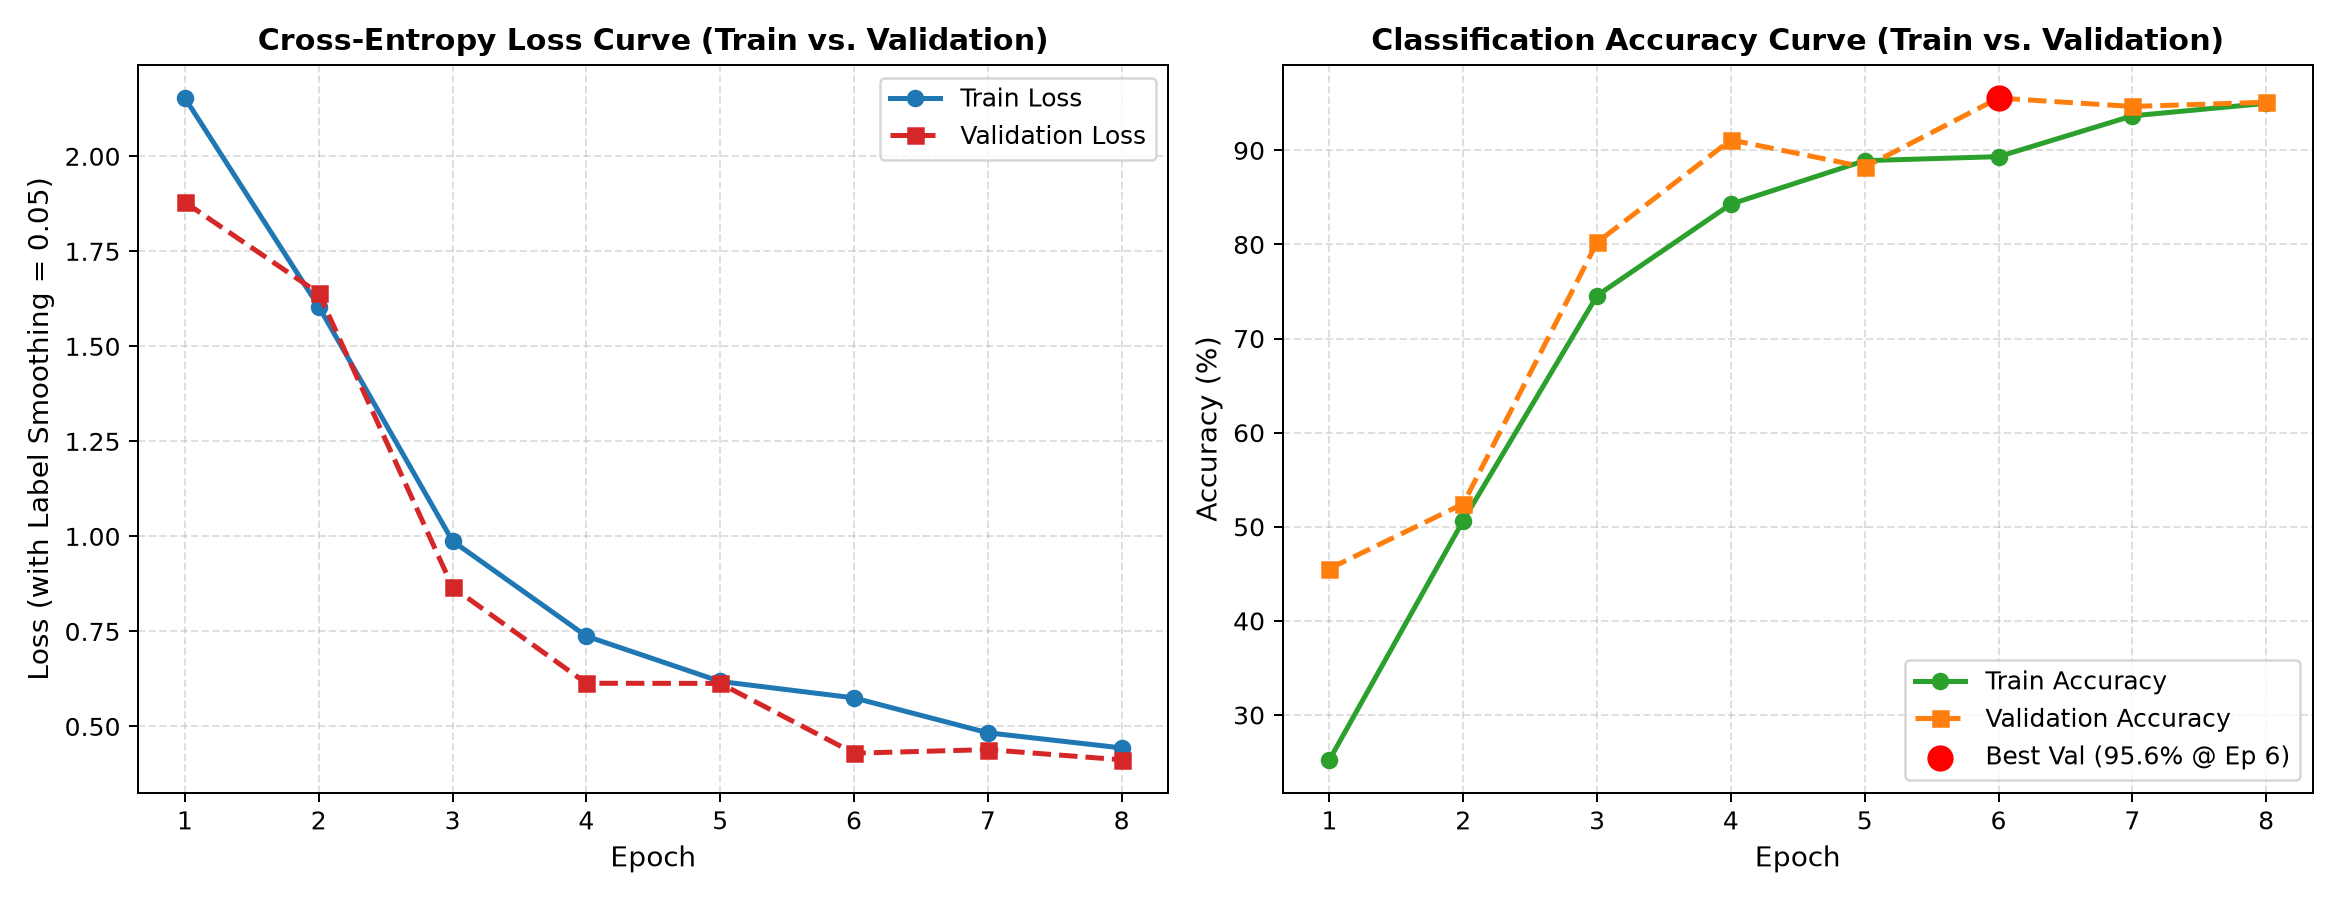 Cross-Entropy Loss Curve (Train vs. Validation)
Loss (with Label Smoothing = 0.05)
2.00
1.75
1.50
1.25
1.00
0.75
0.50
Train Loss
Validation Loss
1 2 3 4 5 6 7 8
Epoch
Classification Accuracy Curve (Train vs. Validation)
Accuracy (%)
90
80
70
60
50
40
30
Train Accuracy
Validation Accuracy
Best Val (95.6% @ Ep 6)
1 2 3 4 5 6 7 8
Epoch